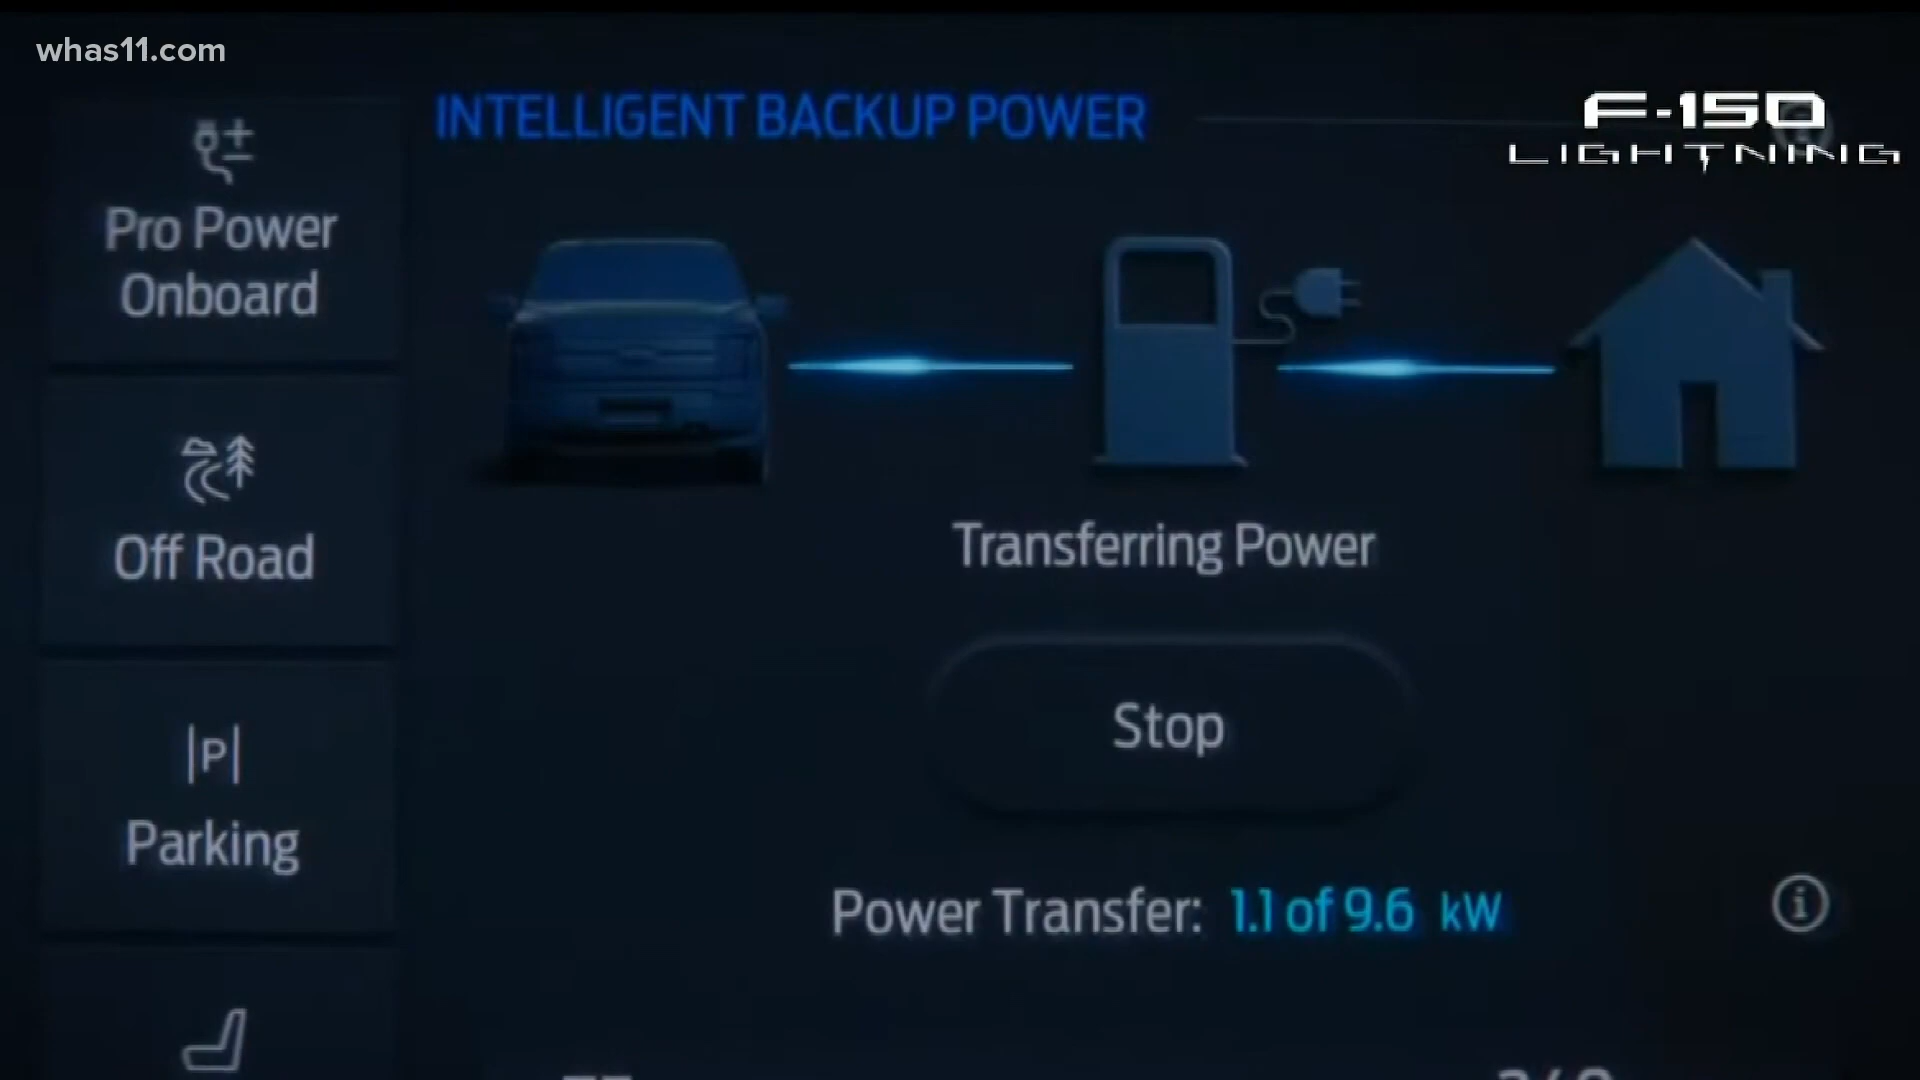 whas11.com
F-150
LIGHTNING
INTELLIGENT BACKUP POWER
Pro Power
Onboard
Off Road
Transferring Power
Stop
|P|
Parking
Power Transfer: 1.1 of 9.6 kW
i